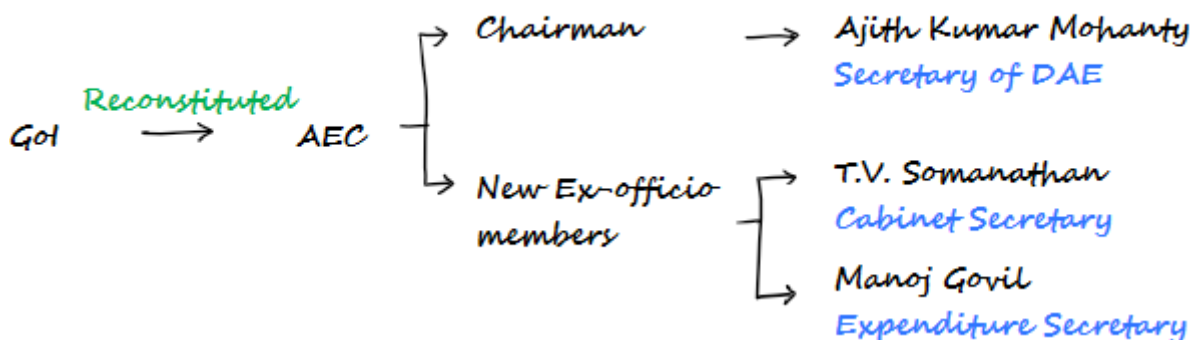 Chairman
Ajith Kumar Mohanty
Secretary of DAE
Reconstituted
GoI
AEC
New Ex-officio
members
T.V. Somanathan
Cabinet Secretary
Manoj Govil
Expenditure Secretary